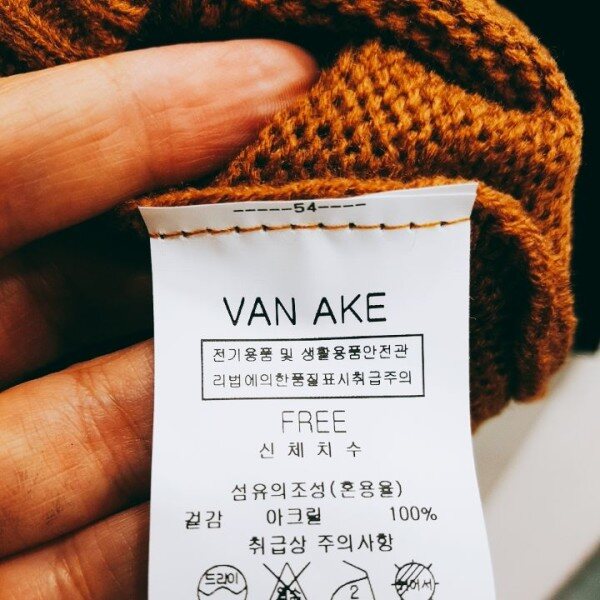 -----54----
VAN AKE
전기용품 및 생활용품안전관
리법에의한품질표시취급주의
FREE
신체치수
섬유의조성(혼용율)
겉감 아크릴 100%
취급상 주의사항
드라이 2